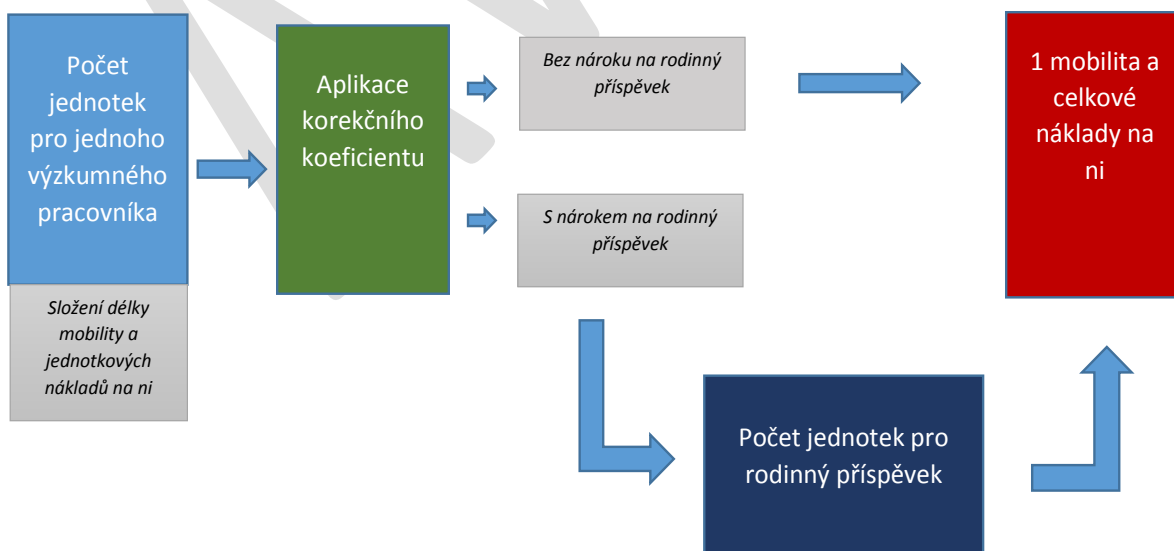 Počet
jednotek
pro jednoho
výzkumného
pracovníka
Složení délky
mobility a
jednotkových
nákladů na ni
Aplikace
korekčního
koeficientu
Bez nároku na rodinný
příspěvek
S nárokem na rodinný
příspěvek
Počet jednotek pro
rodinný příspěvek
1 mobilita a
celkové
náklady na
ni